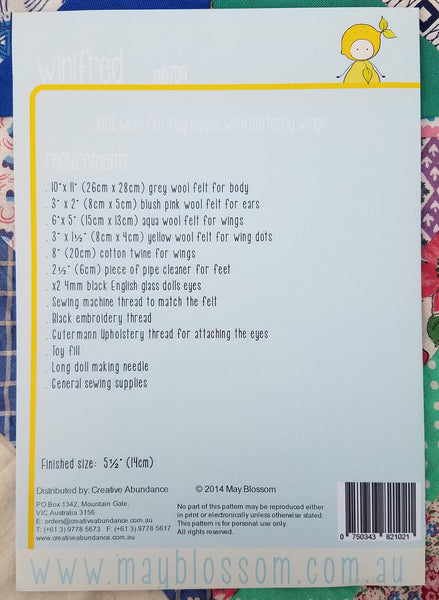 winifred mb709
100% wool felt tiny mouse with butterfly wings
requirements
. 10"x 11" (26cm x 28cm) grey wool felt for body
. 3" x 2" (8cm x 5cm) blush pink wool felt for ears
. 6"x 5" (15cm x 13cm) aqua wool felt for wings
. 3" x 1½" (8cm x 4cm) yellow wool felt for wing dots
. 8" (20cm) cotton twine for wings
. 2½" (6cm) piece of pipe cleaner for feet
. x2 4mm black English glass dolls eyes
. Sewing machine thread to match the felt
. Black embroidery thread
. Gutermann Upholstery thread for attaching the eyes
. Toy fill
. Long doll making needle
. General sewing supplies
Finished size: 5½" (14cm)
Distributed by: Creative Abundance
PO Box 1342, Mountain Gate,
VIC Australia 3156
E: orders@creativeabundance.com.au
T: (+61 3) 9778 5673 F: (+61 3) 9778 5617
www.creativeabundance.com.au
© 2014 May Blossom
No part of this pattern may be reproduced either
in print or electronically unless otherwise stated.
This pattern is for personal use only.
All rights reserved.
0 750343 821021
www.mayblossom.com.au